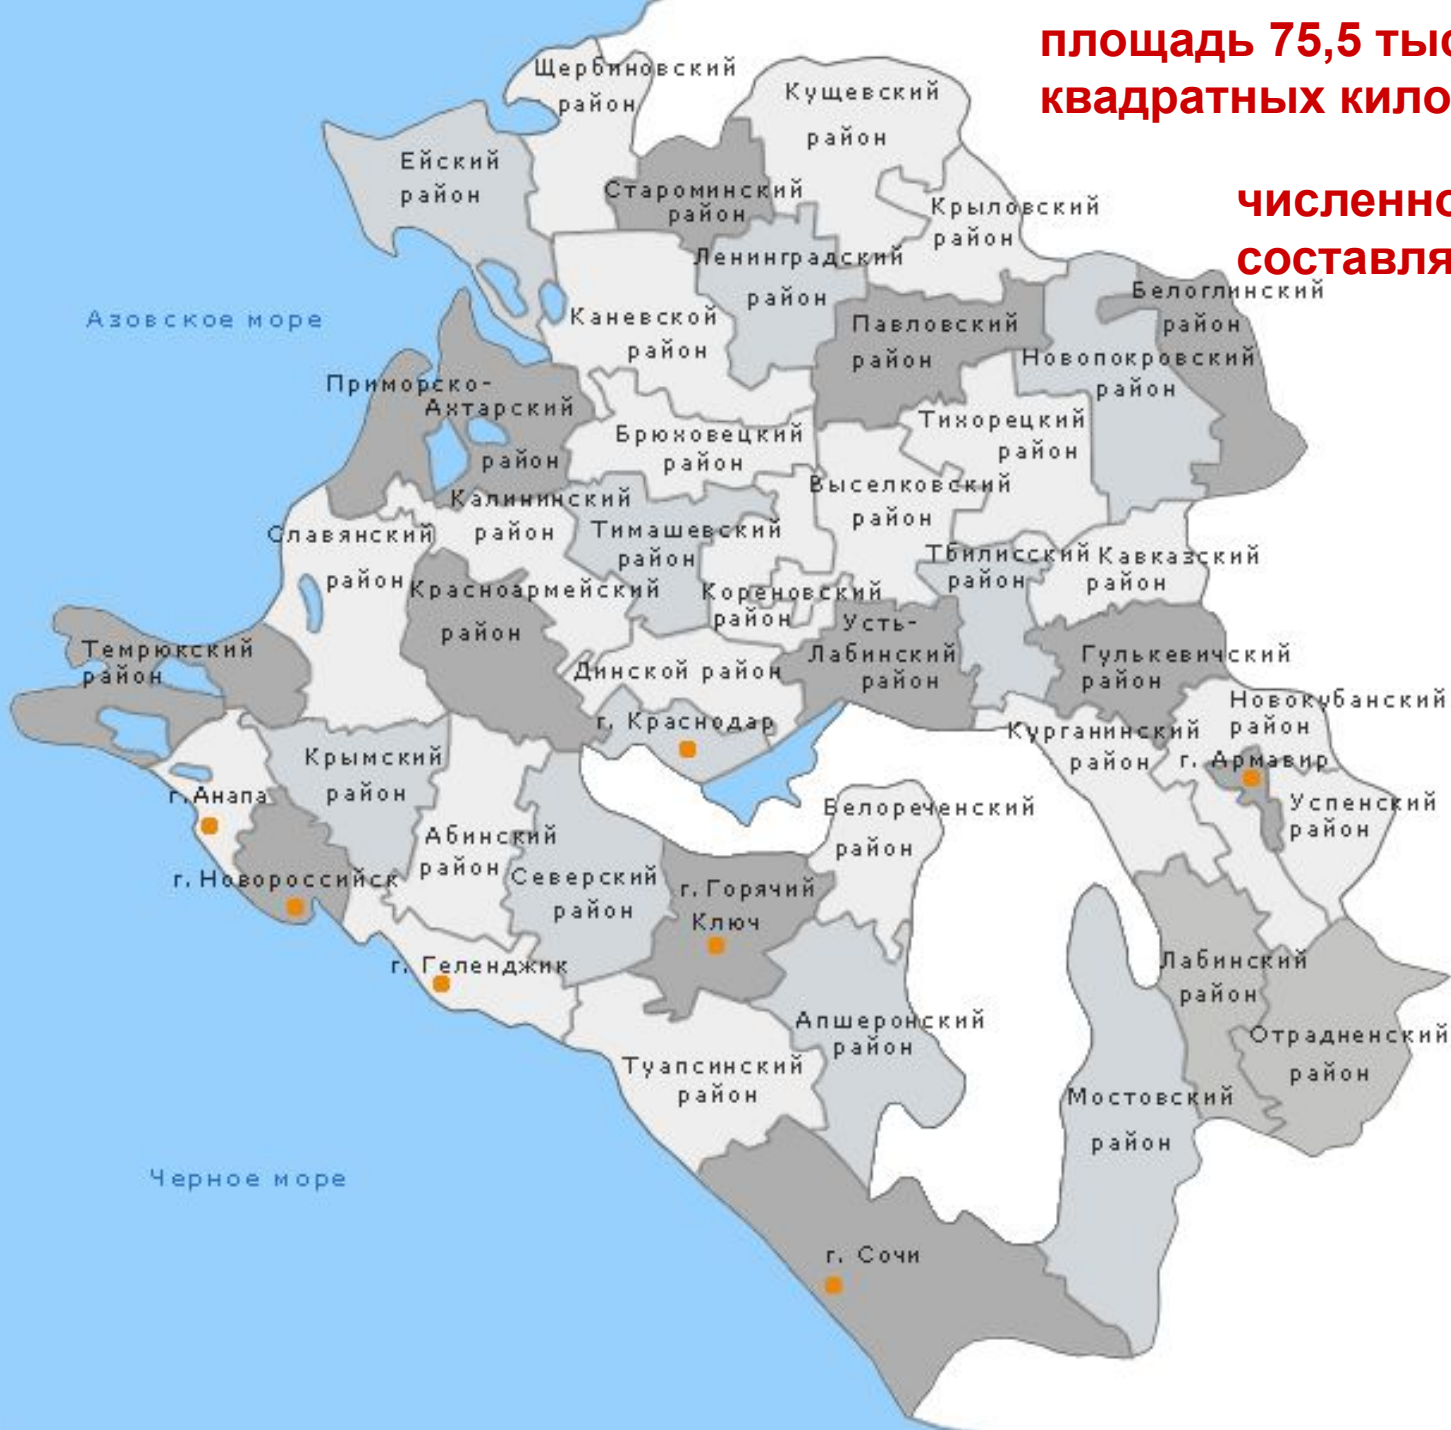 площадь 75,5 тыс
квадратных кило
численно
составля
Щербиновский
район
Кущевский
район
Ейский
район
Староминский
район
Крыловский
район
Ленинградский
район
Белоглинский
район
Азовское море
Каневской
район
Павловский
район
Новопокровский
район
Приморско-
Ахтарский
район
Брюховецкий
район
Тихорецкий
район
Калининский
район
Выселковский
район
Славянский
район
Тимашевский
район
Тбилисский
район
Кавказский
район
Красноармейский
район
Кореновский
район
Усть-
Лабинский
район
Темрюкский
район
Динской район
Гулькевичский
район
Новокубанский
район
г. Краснодар
Курганинский
район
г. Армавир
Крымский
район
г. Анапа
Успенский
район
Абинский
район
Белореченский
район
г. Новороссийск
Северский
район
г. Горячий
Ключ
г. Геленджик
Лабинский
район
Апшеронский
район
Отрадненский
район
Туапсинский
район
Мостовский
район
Черное море
г. Сочи